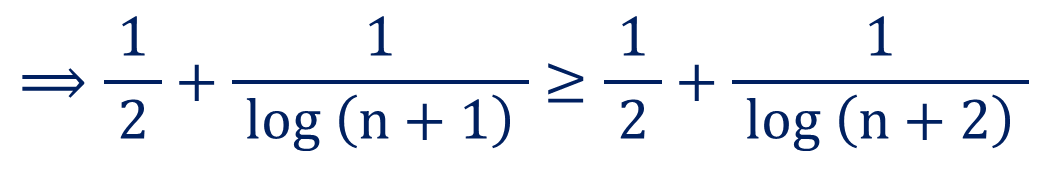 ⟹ 1/2 + 1/log (n + 1) ≥ 1/2 + 1/log (n + 2)